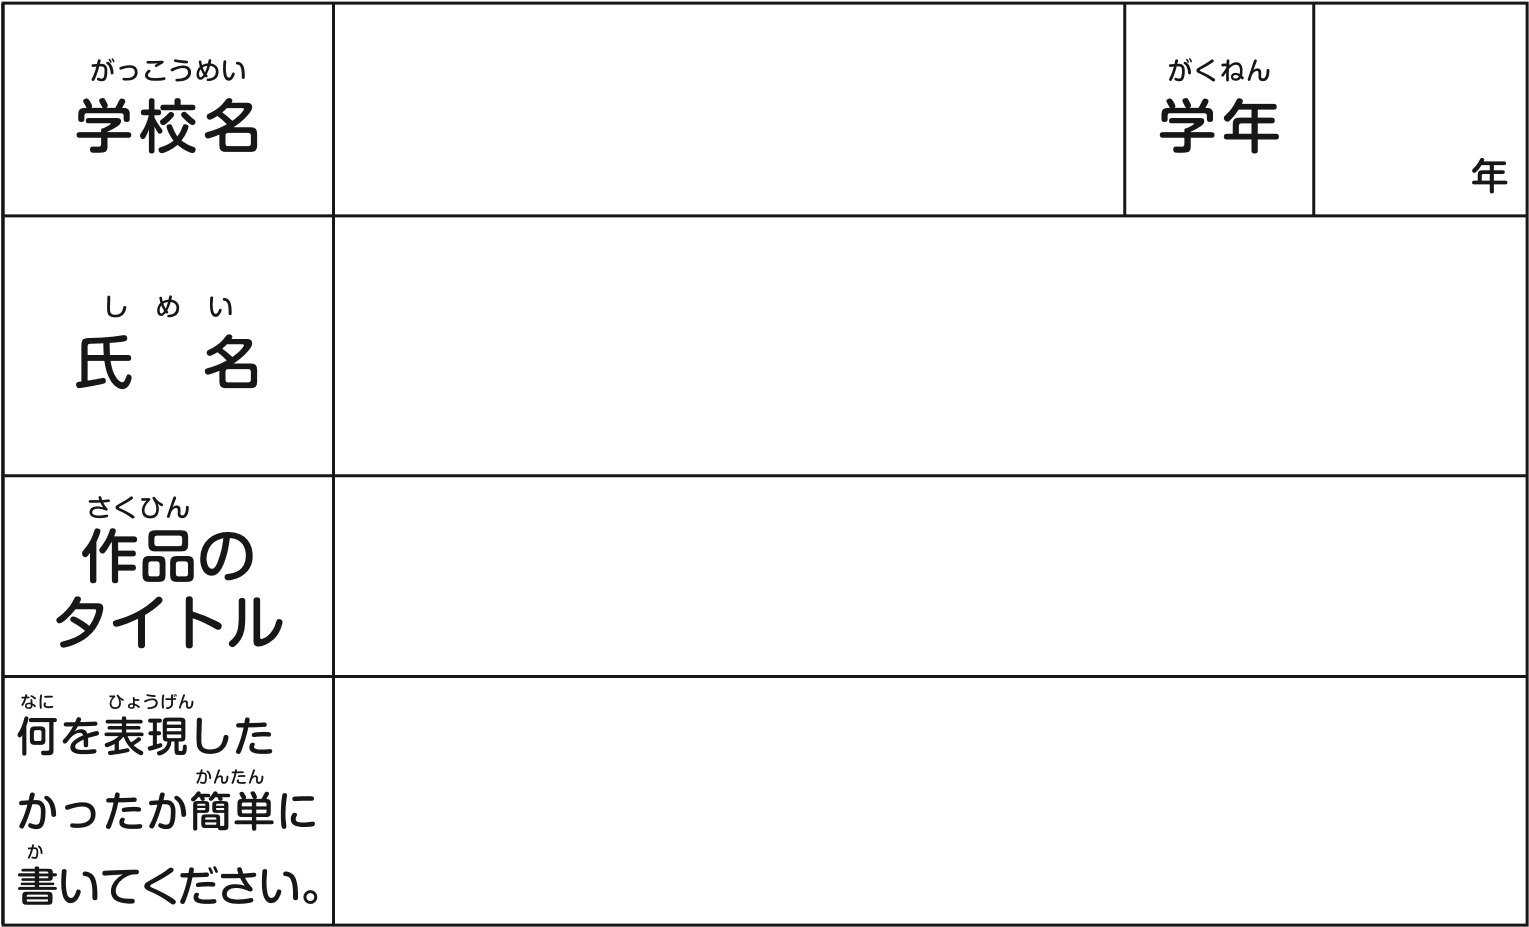 がっこうめい
学校名
がくねん
学年
年
しめい
氏名
さくひん
作品の
タイトル
なに ひょうげん
何を表現した
かんたん
かったか簡単に
か
書いてください。